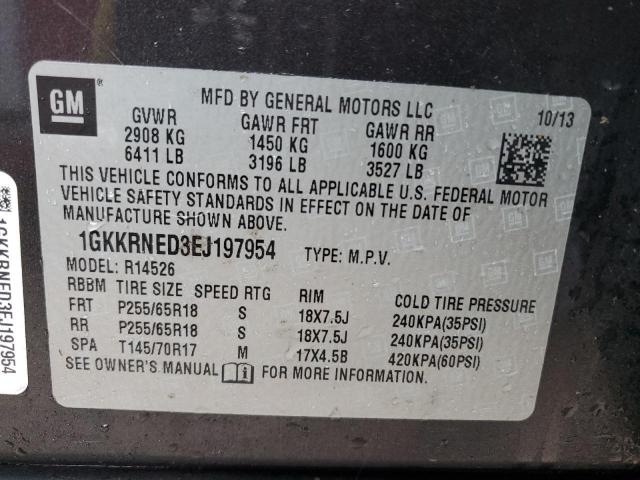 GM
®
MFD BY GENERAL MOTORS LLC
10/13
GVWR GAWR FRT GAWR RR
2908 KG 1450 KG 1600 KG
6411 LB 3196 LB 3527 LB
THIS VEHICLE CONFORMS TO ALL APPLICABLE U.S. FEDERAL MOTOR
VEHICLE SAFETY STANDARDS IN EFFECT ON THE DATE OF
MANUFACTURE SHOWN ABOVE.
1GKKRNED3EJ197954 TYPE: M.P.V.
MODEL: R14526
RBBM TIRE SIZE SPEED RTG RIM COLD TIRE PRESSURE
FRT P255/65R18 S 18X7.5J 240KPA(35PSI)
RR P255/65R18 S 18X7.5J 240KPA(35PSI)
SPA T145/70R17 M 17X4.5B 420KPA(60PSI)
SEE OWNER'S MANUAL FOR MORE INFORMATION.
1GKKRNED3EJ197954